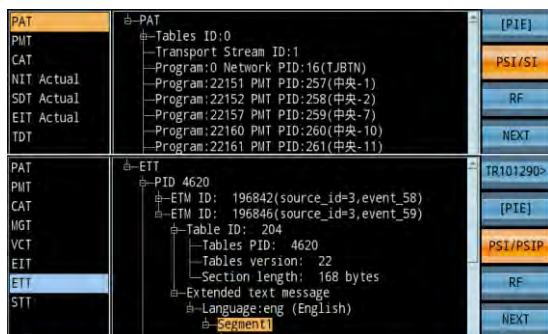 PAT
PMT
CAT
NIT Actual
SDT Actual
EIT Actual
TDT
PAT
Tables ID:0
Transport Stream ID:1
Program:0 Network PID:16(TJBTN)
Program:22151 PMT PID:257(中央-1)
Program:22152 PMT PID:258(中央-2)
Program:22157 PMT PID:259(中央-7)
Program:22160 PMT PID:260(中央-10)
Program:22161 PMT PID:261(中央-11)
[PIE]
PSI/SI
RF
NEXT
PAT
PMT
CAT
MGT
VCT
EIT
ETT
STT
ETT
PID 4620
ETM ID: 196842(source_id=3,event_58)
ETM ID: 196846(source_id=3,event_59)
Table ID: 204
Tables PID: 4620
Tables version: 22
Section length: 168 bytes
Extended text message
Language:eng (English)
Segment1
TR101290>
[PIE]
PSI/PSIP
RF
NEXT